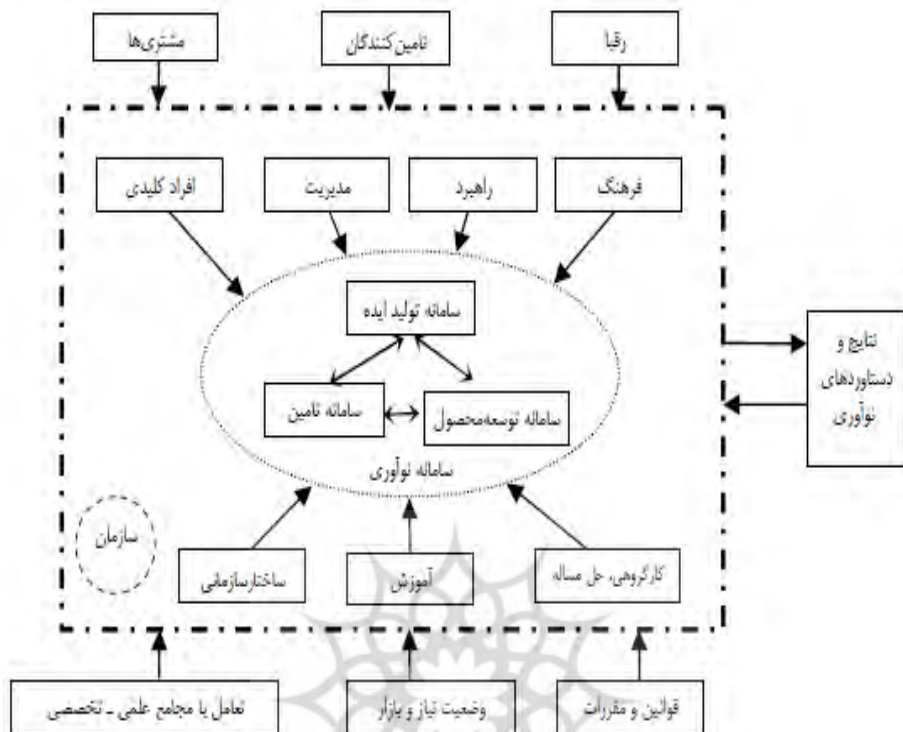 رقبا
تامین‌کنندگان
مشتری‌ها
فرهنگ
راهبرد
مدیریت
افراد کلیدی
سامانه تولید ایده
سامانه توسعه‌محصول
سامانه تامین
سامانه نوآوری
نتایج و
دستاوردهای
نوآوری
سازمان
کارگروهی، حل مساله
آموزش
ساختارسازمانی
قوانین و مقررات
وضعیت نیاز و بازار
تعامل با مجامع علمی ـ تخصصی